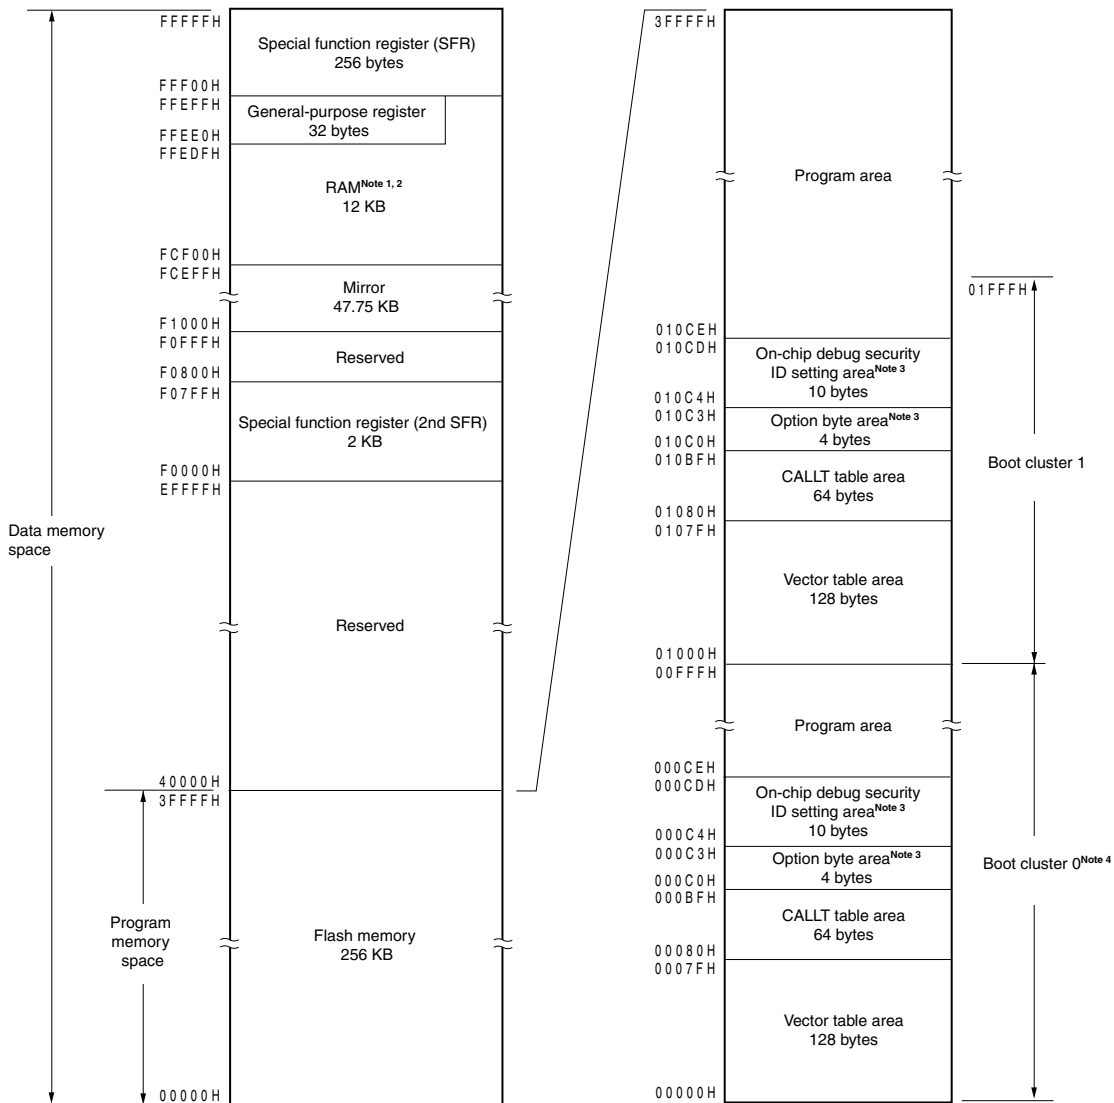 FFFFFH
Special function register (SFR)
256 bytes
FFF00H
FFEFFH
General-purpose register
32 bytes
FFEE0H
FFEDFH
RAMNote 1, 2
12 KB
FCF00H
FCEFFH
Mirror
47.75 KB
F1000H
F0FFFH
Reserved
F0800H
F07FFH
Special function register (2nd SFR)
2 KB
F0000H
EFFFFH
Data memory
space
Reserved
40000H
3FFFFH
Program
memory
space
Flash memory
256 KB
00000H
3FFFFH
Program area
01FFFH
010CEH
010CDH
On-chip debug security
ID setting areaNote 3
10 bytes
010C4H
010C3H
Option byte areaNote 3
4 bytes
010C0H
010BFH
Boot cluster 1
CALLT table area
64 bytes
01080H
0107FH
Vector table area
128 bytes
01000H
00FFFH
Program area
000CEH
000CDH
On-chip debug security
ID setting areaNote 3
10 bytes
000C4H
000C3H
Option byte areaNote 3
4 bytes
Boot cluster 0Note 4
000C0H
000BFH
CALLT table area
64 bytes
00080H
0007FH
Vector table area
128 bytes
00000H